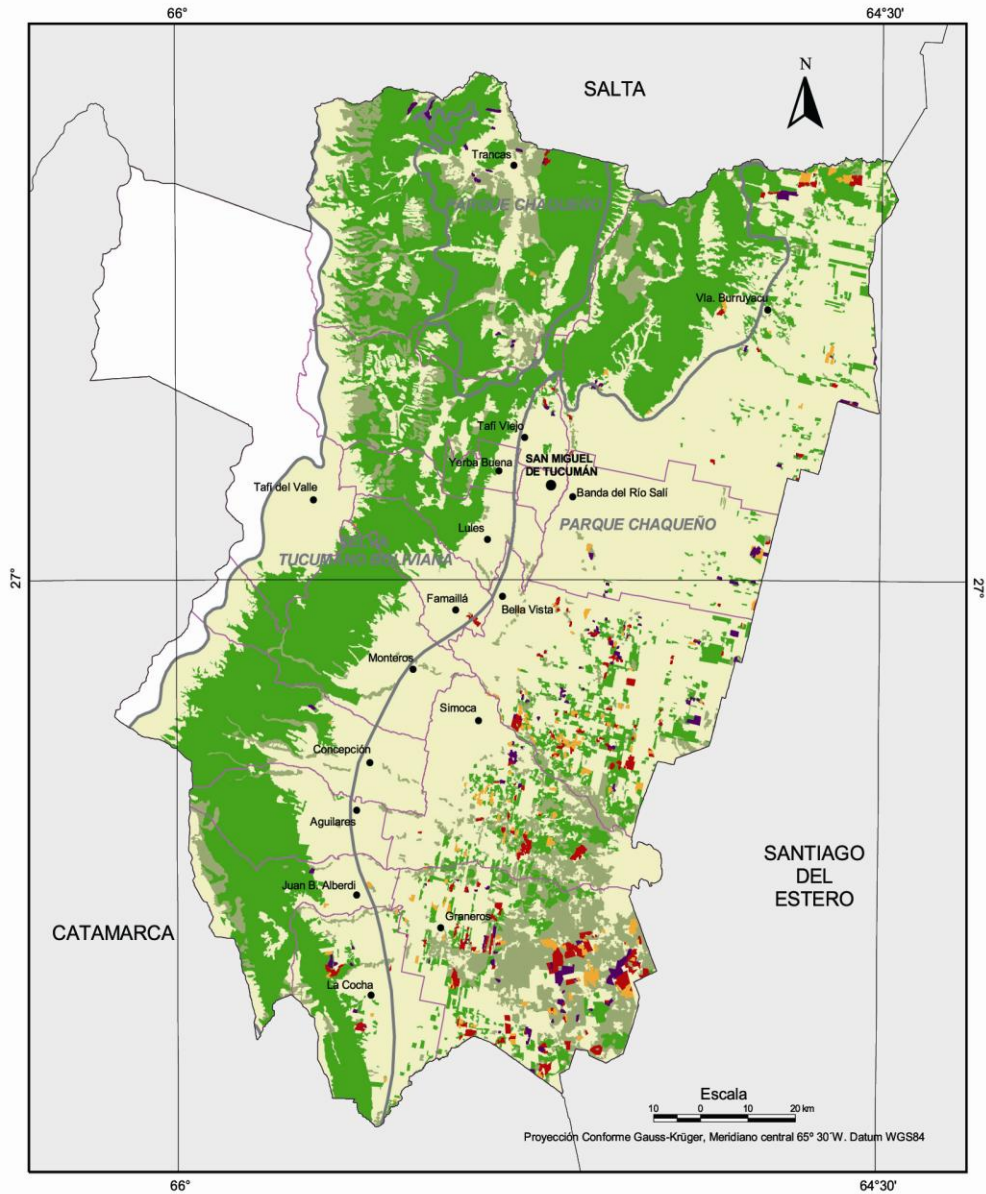 66°
64°30'
N
SALTA
Trancas
PARQUE CHAQUEÑO
Vla. Burruyacu
Tafí Viejo
SAN MIGUEL
DE TUCUMÁN
Yerba Buena
Tafí del Valle
Banda del Río Salí
PARQUE CHAQUEÑO
Lules
SELVA
TUCUMANO BOLIVIANA
27°
27°
Famaillá
Bella Vista
Monteros
Simoca
Concepción
Aguilares
SANTIAGO
DEL
ESTERO
Juan B. Alberdi
Graneros
CATAMARCA
La Cocha
Escala
10 0 10 20 km
Proyección Conforme Gauss-Krüger, Meridiano central 65º 30´W. Datum WGS84
66°
64°30'